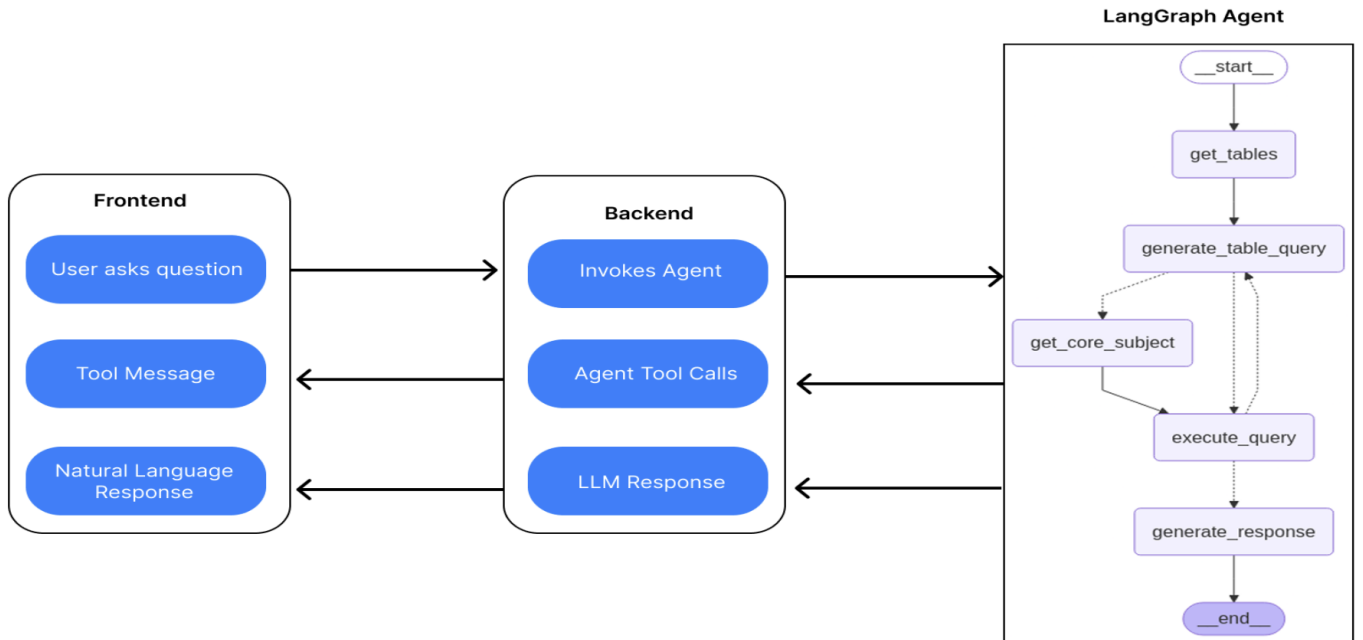 LangGraph Agent
__start__
get_tables
generate_table_query
get_core_subject
execute_query
generate_response
__end__
Frontend
User asks question
Tool Message
Natural Language
Response
Backend
Invokes Agent
Agent Tool Calls
LLM Response